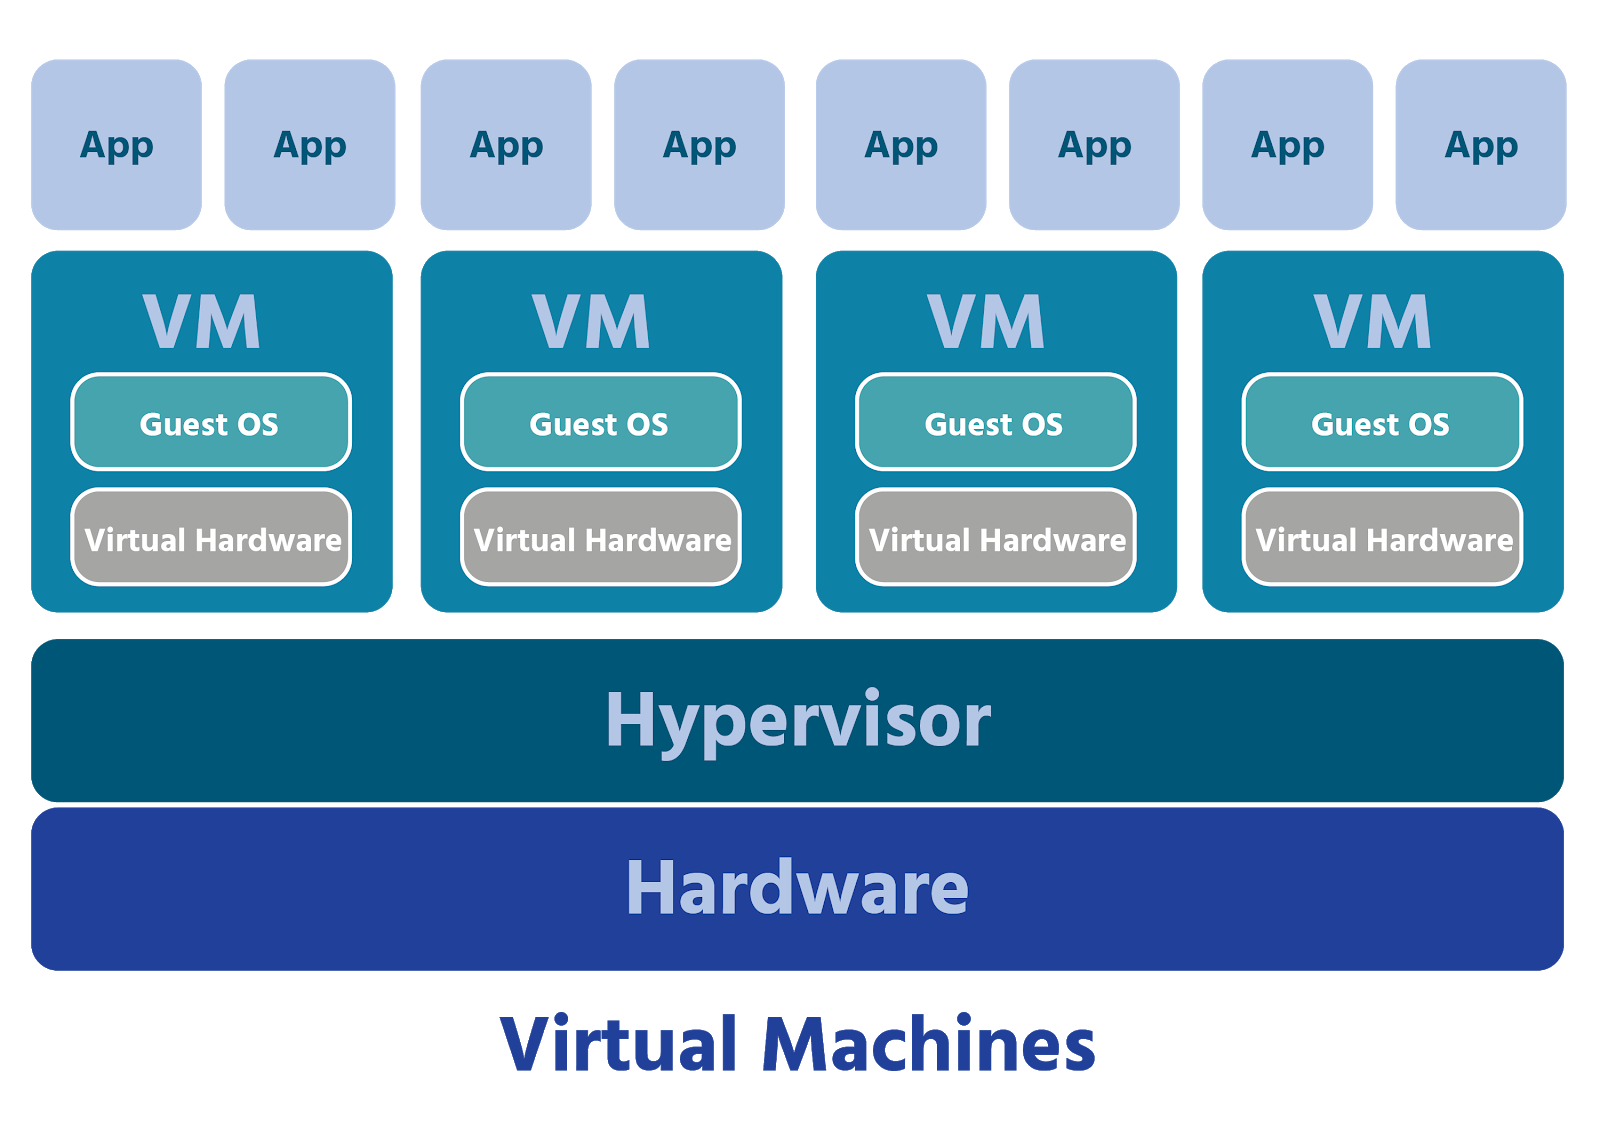 App App App App App App App App
VM VM VM VM
Guest OS Guest OS Guest OS Guest OS
Virtual Hardware Virtual Hardware Virtual Hardware Virtual Hardware
Hypervisor
Hardware
Virtual Machines